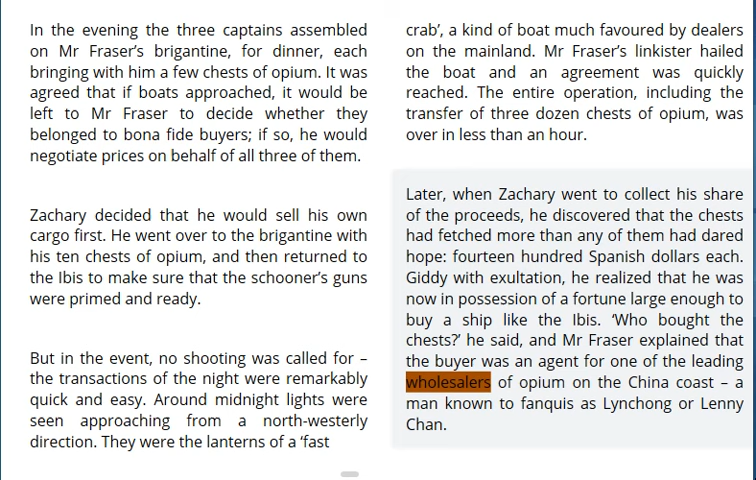 In the evening the three captains assembled
on Mr Fraser’s brigantine, for dinner, each
bringing with him a few chests of opium. It was
agreed that if boats approached, it would be
left to Mr Fraser to decide whether they
belonged to bona fide buyers; if so, he would
negotiate prices on behalf of all three of them.
Zachary decided that he would sell his own
cargo first. He went over to the brigantine with
his ten chests of opium, and then returned to
the Ibis to make sure that the schooner’s guns
were primed and ready.
But in the event, no shooting was called for –
the transactions of the night were remarkably
quick and easy. Around midnight lights were
seen approaching from a north-westerly
direction. They were the lanterns of a ‘fast
crab’, a kind of boat much favoured by dealers
on the mainland. Mr Fraser’s linkister hailed
the boat and an agreement was quickly
reached. The entire operation, including the
transfer of three dozen chests of opium, was
over in less than an hour.
Later, when Zachary went to collect his share
of the proceeds, he discovered that the chests
had fetched more than any of them had dared
hope: fourteen hundred Spanish dollars each.
Giddy with exultation, he realized that he was
now in possession of a fortune large enough to
buy a ship like the Ibis. ‘Who bought the
chests?’ he said, and Mr Fraser explained that
the buyer was an agent for one of the leading
wholesalers of opium on the China coast – a
man known to fanquis as Lynchong or Lenny
Chan.